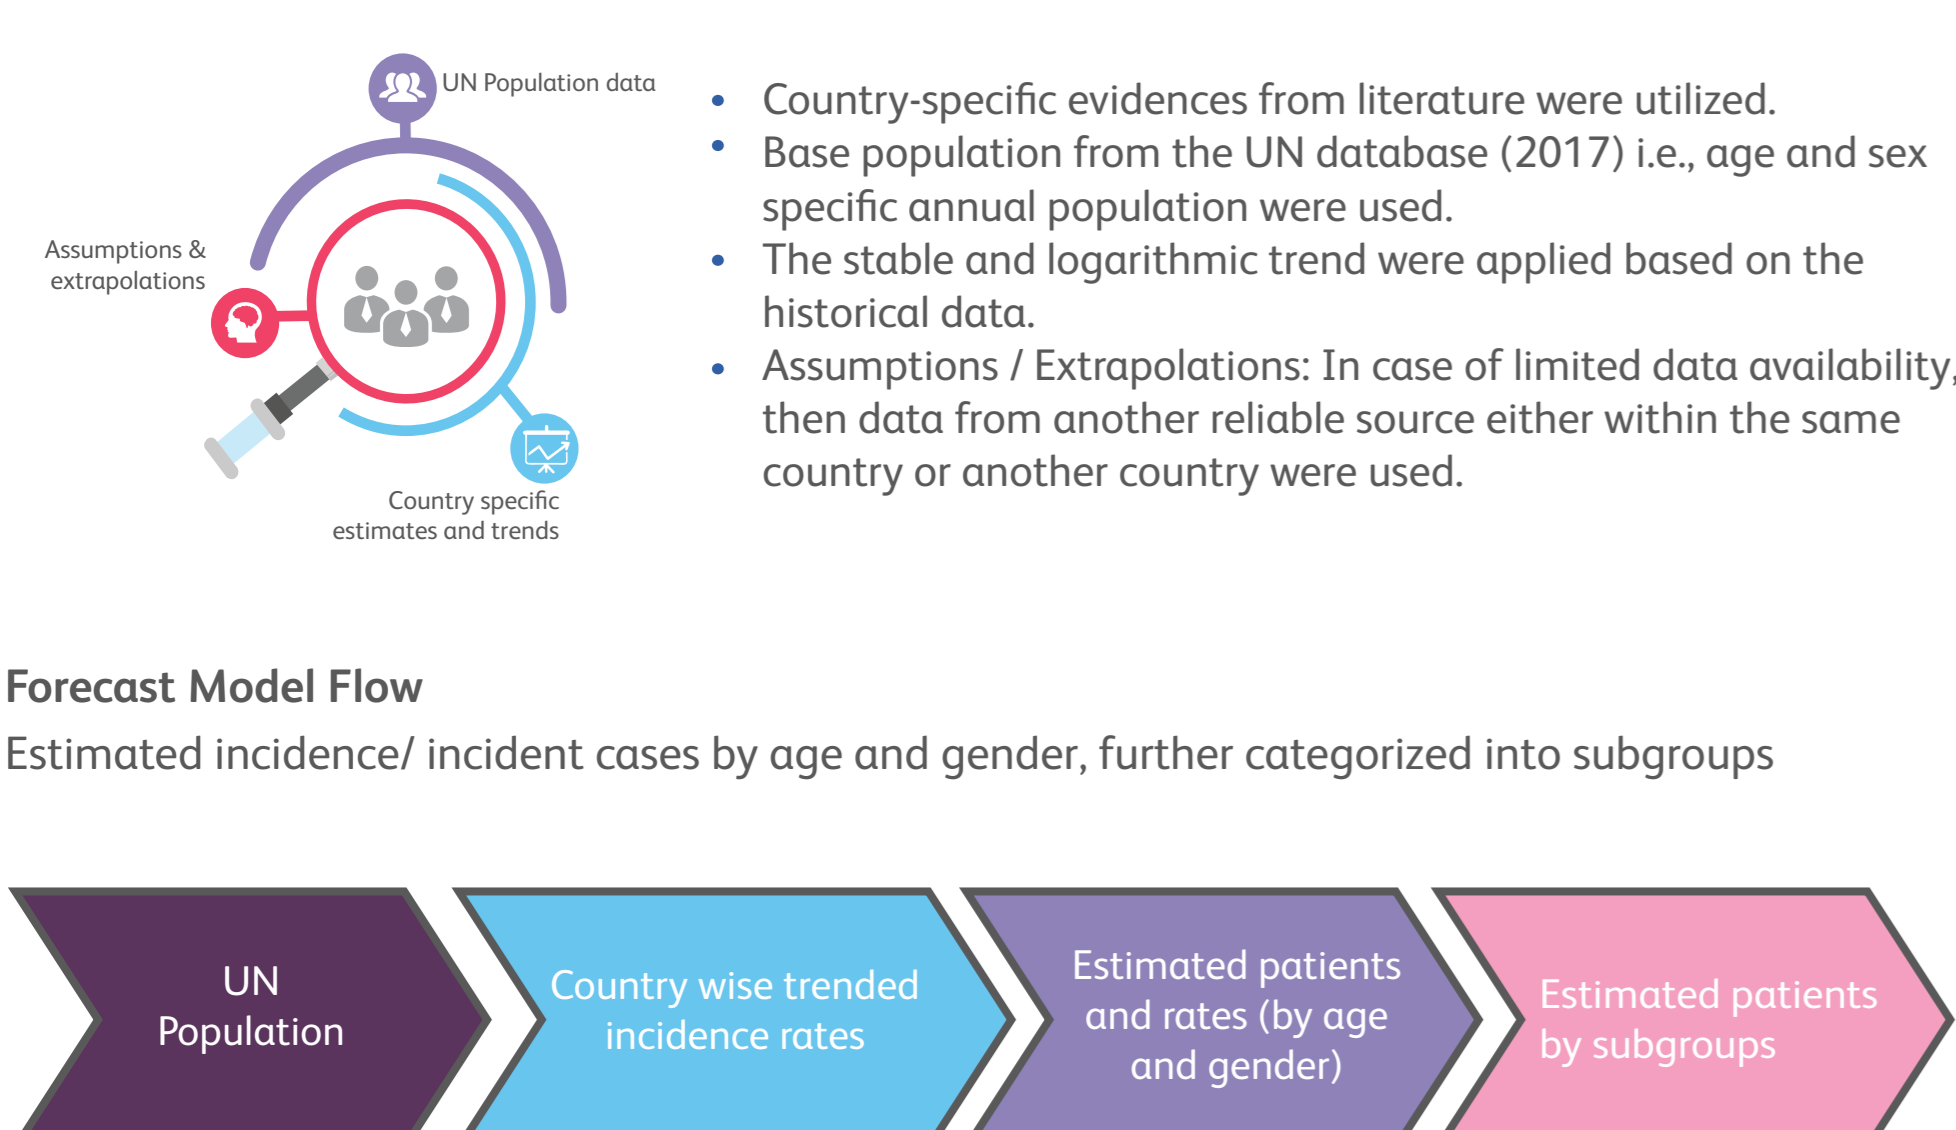 UN Population data
Assumptions &
extrapolations
Country specific
estimates and trends
• Country-specific evidences from literature were utilized.
• Base population from the UN database (2017) i.e., age and sex
specific annual population were used.
• The stable and logarithmic trend were applied based on the
historical data.
• Assumptions / Extrapolations: In case of limited data availability,
then data from another reliable source either within the same
country or another country were used.
Forecast Model Flow
Estimated incidence/ incident cases by age and gender, further categorized into subgroups
UN
Population
Country wise trended
incidence rates
Estimated patients
and rates (by age
and gender)
Estimated patients
by subgroups